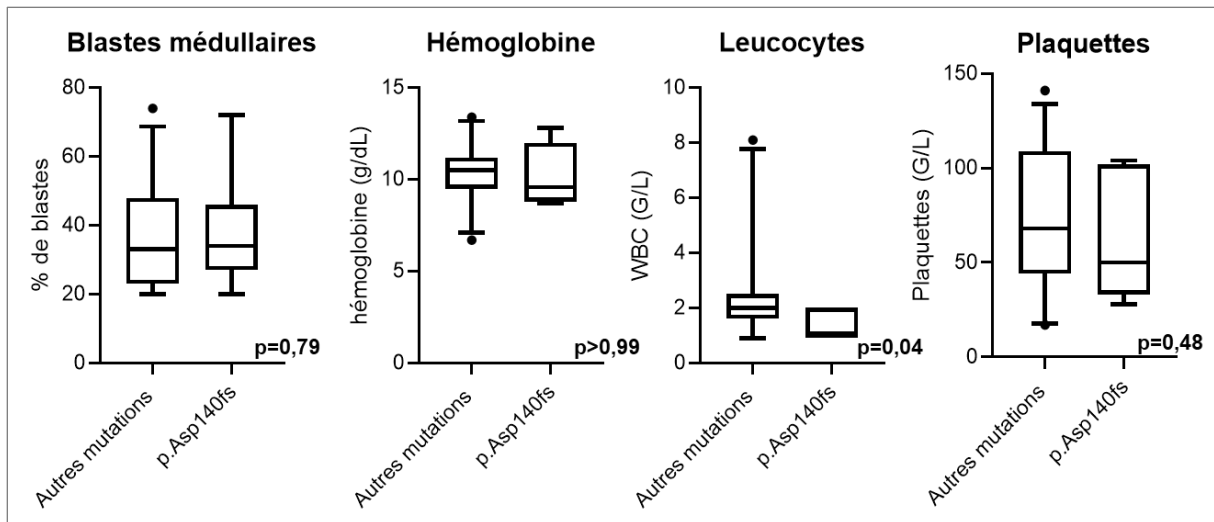 Blastes médullaires
% de blastes
80
60
40
20
0
p=0,79
Autres mutations
p.Asp140fs
Hémoglobine
hémoglobine (g/dL)
15
10
5
0
p>0,99
Autres mutations
p.Asp140fs
Leucocytes
WBC (G/L)
10
8
6
4
2
0
p=0,04
Autres mutations
p.Asp140fs
Plaquettes
Plaquettes (G/L)
150
100
50
0
p=0,48
Autres mutations
p.Asp140fs